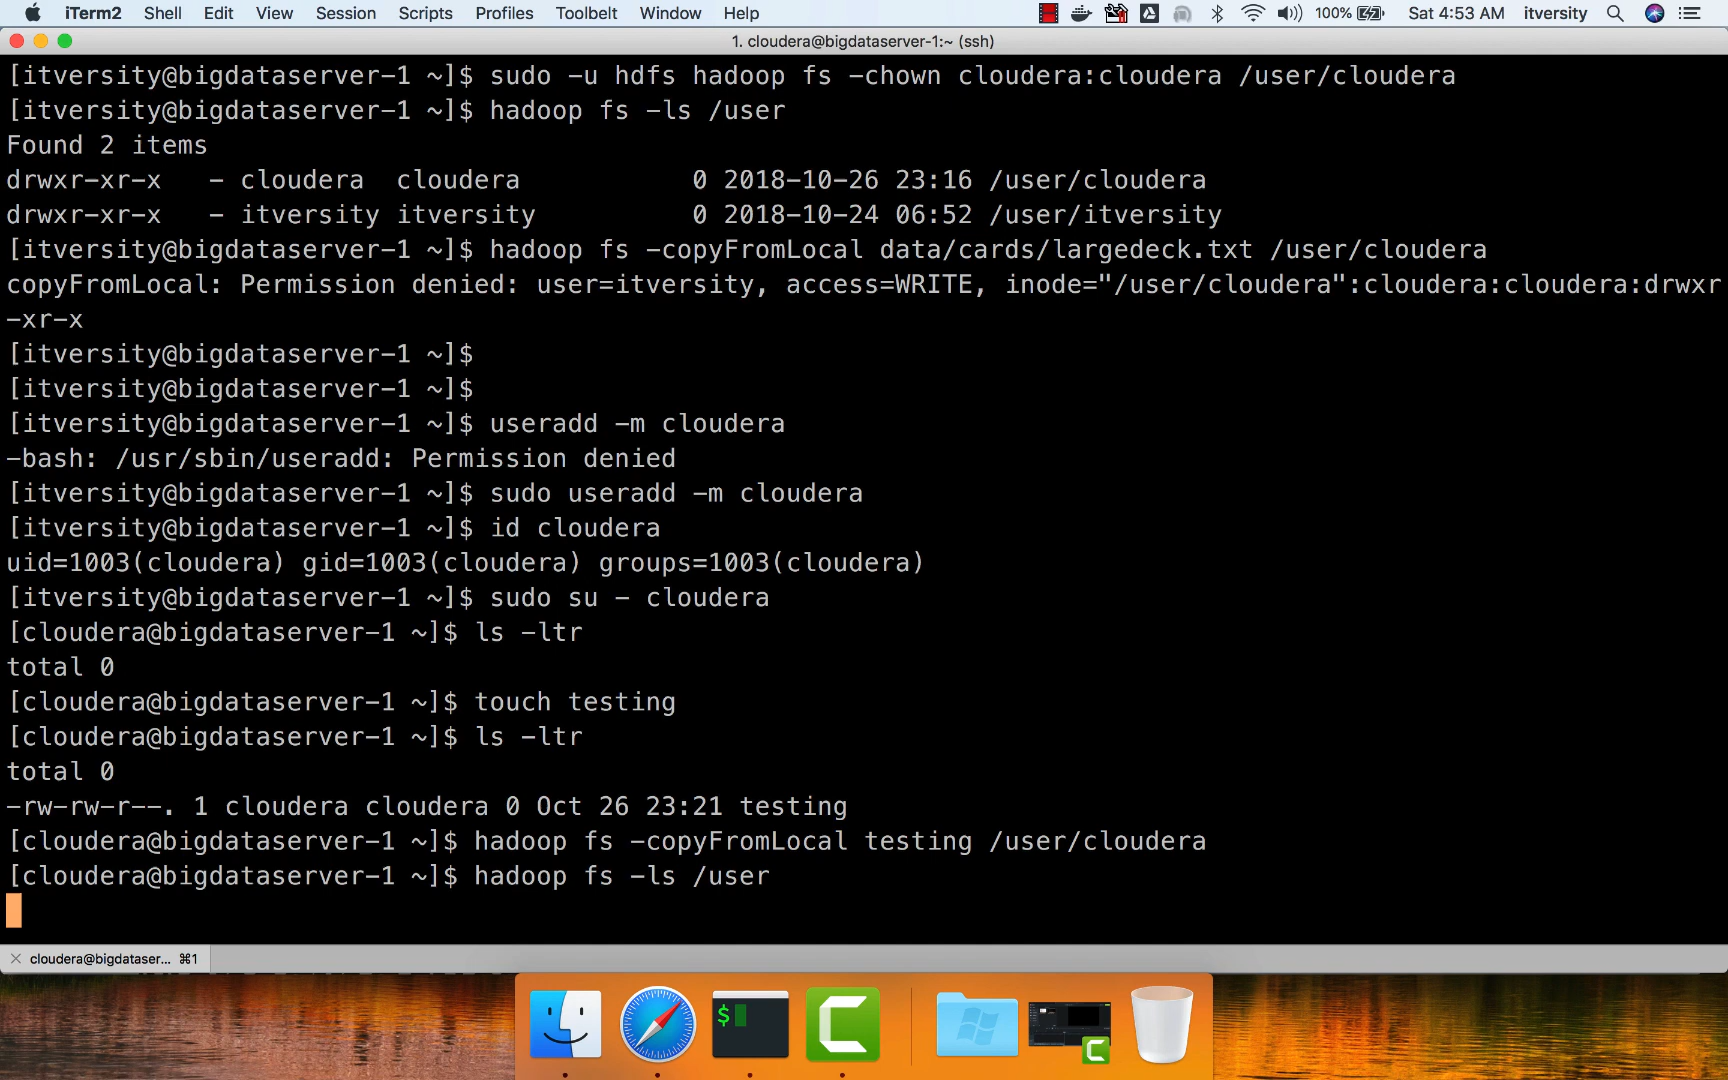 iTerm2 Shell Edit View Session Scripts Profiles Toolbelt Window Help 100% Sat 4:53 AM itversity
1. cloudera@bigdataserver-1:~ (ssh)
[itversity@bigdataserver-1 ~]$ sudo -u hdfs hadoop fs -chown cloudera:cloudera /user/cloudera
[itversity@bigdataserver-1 ~]$ hadoop fs -ls /user
Found 2 items
drwxr-xr-x   - cloudera  cloudera          0 2018-10-26 23:16 /user/cloudera
drwxr-xr-x   - itversity itversity          0 2018-10-24 06:52 /user/itversity
[itversity@bigdataserver-1 ~]$ hadoop fs -copyFromLocal data/cards/largedeck.txt /user/cloudera
copyFromLocal: Permission denied: user=itversity, access=WRITE, inode="/user/cloudera":cloudera:cloudera:drwxr
-xr-x
[itversity@bigdataserver-1 ~]$
[itversity@bigdataserver-1 ~]$
[itversity@bigdataserver-1 ~]$ useradd -m cloudera
-bash: /usr/sbin/useradd: Permission denied
[itversity@bigdataserver-1 ~]$ sudo useradd -m cloudera
[itversity@bigdataserver-1 ~]$ id cloudera
uid=1003(cloudera) gid=1003(cloudera) groups=1003(cloudera)
[itversity@bigdataserver-1 ~]$ sudo su - cloudera
[cloudera@bigdataserver-1 ~]$ ls -ltr
total 0
[cloudera@bigdataserver-1 ~]$ touch testing
[cloudera@bigdataserver-1 ~]$ ls -ltr
total 0
-rw-rw-r--. 1 cloudera cloudera 0 Oct 26 23:21 testing
[cloudera@bigdataserver-1 ~]$ hadoop fs -copyFromLocal testing /user/cloudera
[cloudera@bigdataserver-1 ~]$ hadoop fs -ls /user
cloudera@bigdataser... ⌘1
$